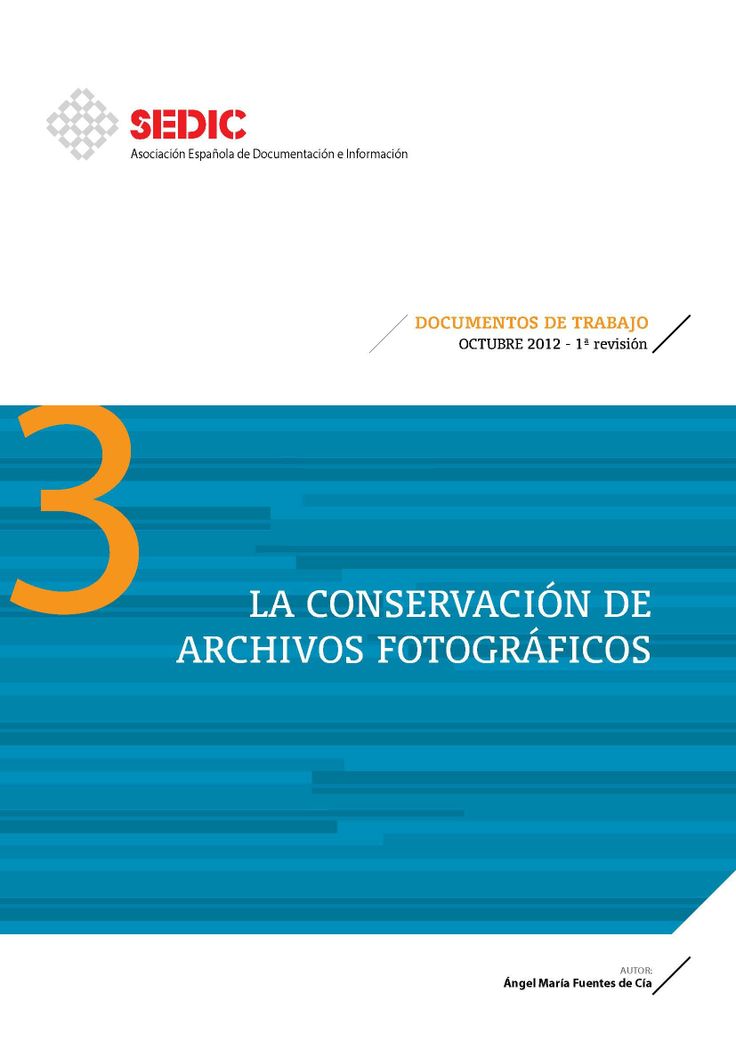 SEDIC
Asociación Española de Documentación e Información
DOCUMENTOS DE TRABAJO
OCTUBRE 2012 - 1ª revisión
3
LA CONSERVACIÓN DE
ARCHIVOS FOTOGRÁFICOS
AUTOR:
Ángel María Fuentes de Cía